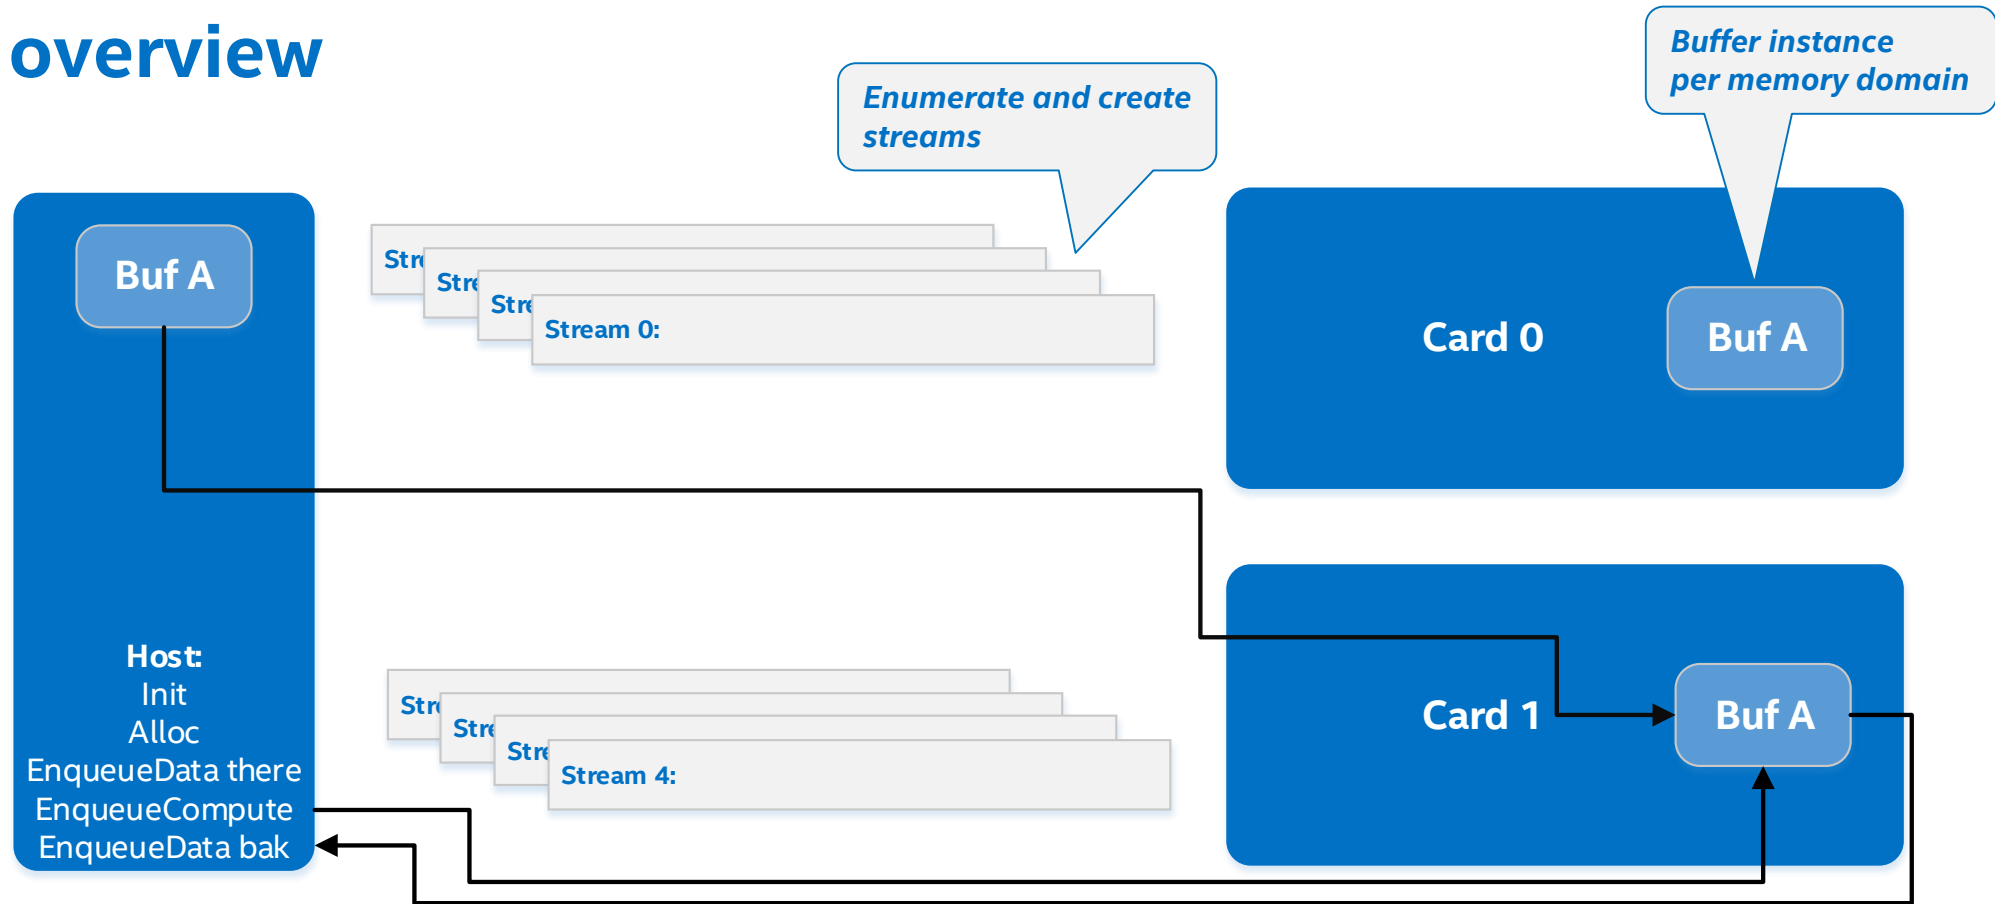 overview
Enumerate and create
streams
Buffer instance
per memory domain
Buf A
Stream 0:
Card 0
Buf A
Host:
Init
Alloc
EnqueueData there
EnqueueCompute
EnqueueData bak
Stream 4:
Card 1
Buf A